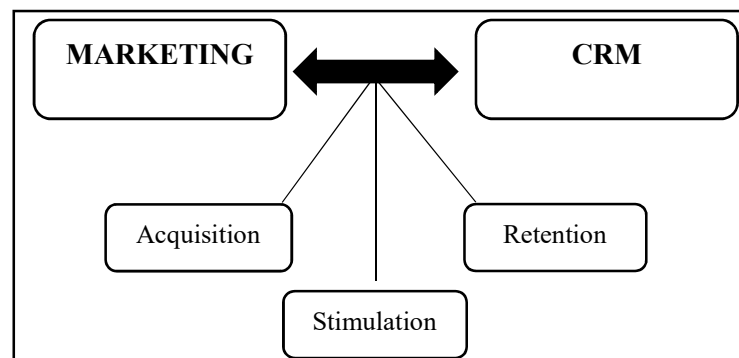 MARKETING
CRM
Acquisition
Retention
Stimulation